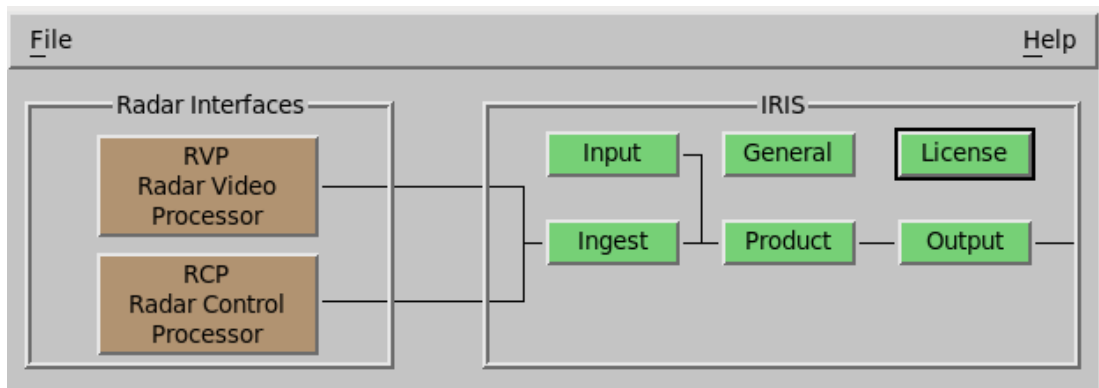 File
Help
Radar Interfaces
IRIS
RVP
Radar Video
Processor
RCP
Radar Control
Processor
Input
General
License
Ingest
Product
Output